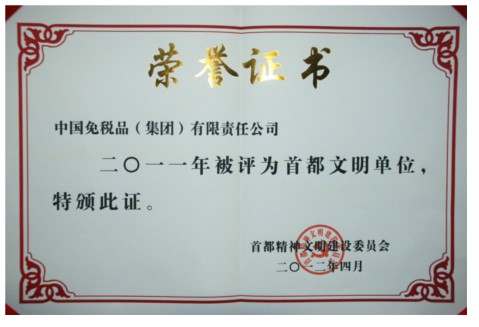 荣誉证书
中国免税品（集团）有限责任公司
二〇一一年被评为首都文明单位，
特颁此证。
首都精神文明建设委员会
二〇一二年四月